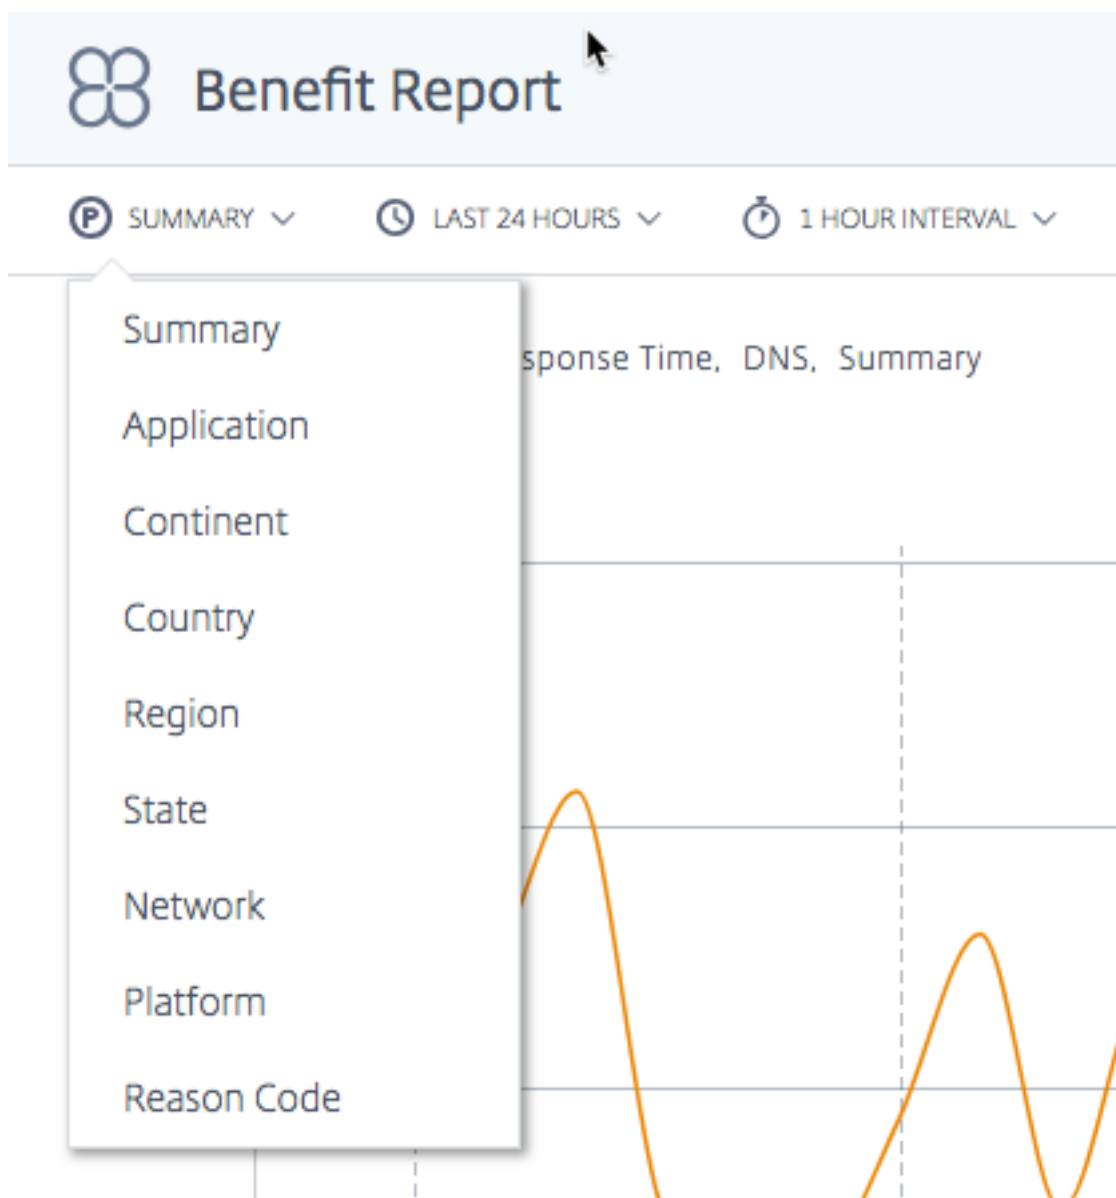 Benefit Report
SUMMARY LAST 24 HOURS 1 HOUR INTERVAL
Summary
sponse Time, DNS, Summary
Application
Continent
Country
Region
State
Network
Platform
Reason Code